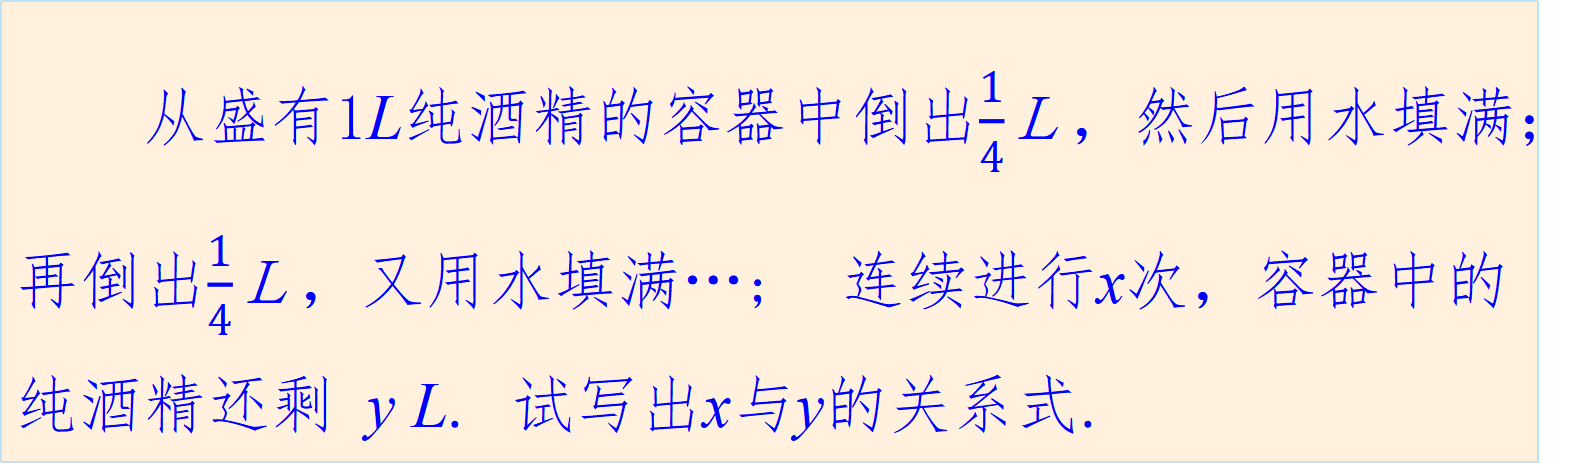 从盛有1L纯酒精的容器中倒出1/4 L，然后用水填满；
再倒出1/4 L，又用水填满…； 连续进行x次，容器中的
纯酒精还剩 y L. 试写出x与y的关系式.